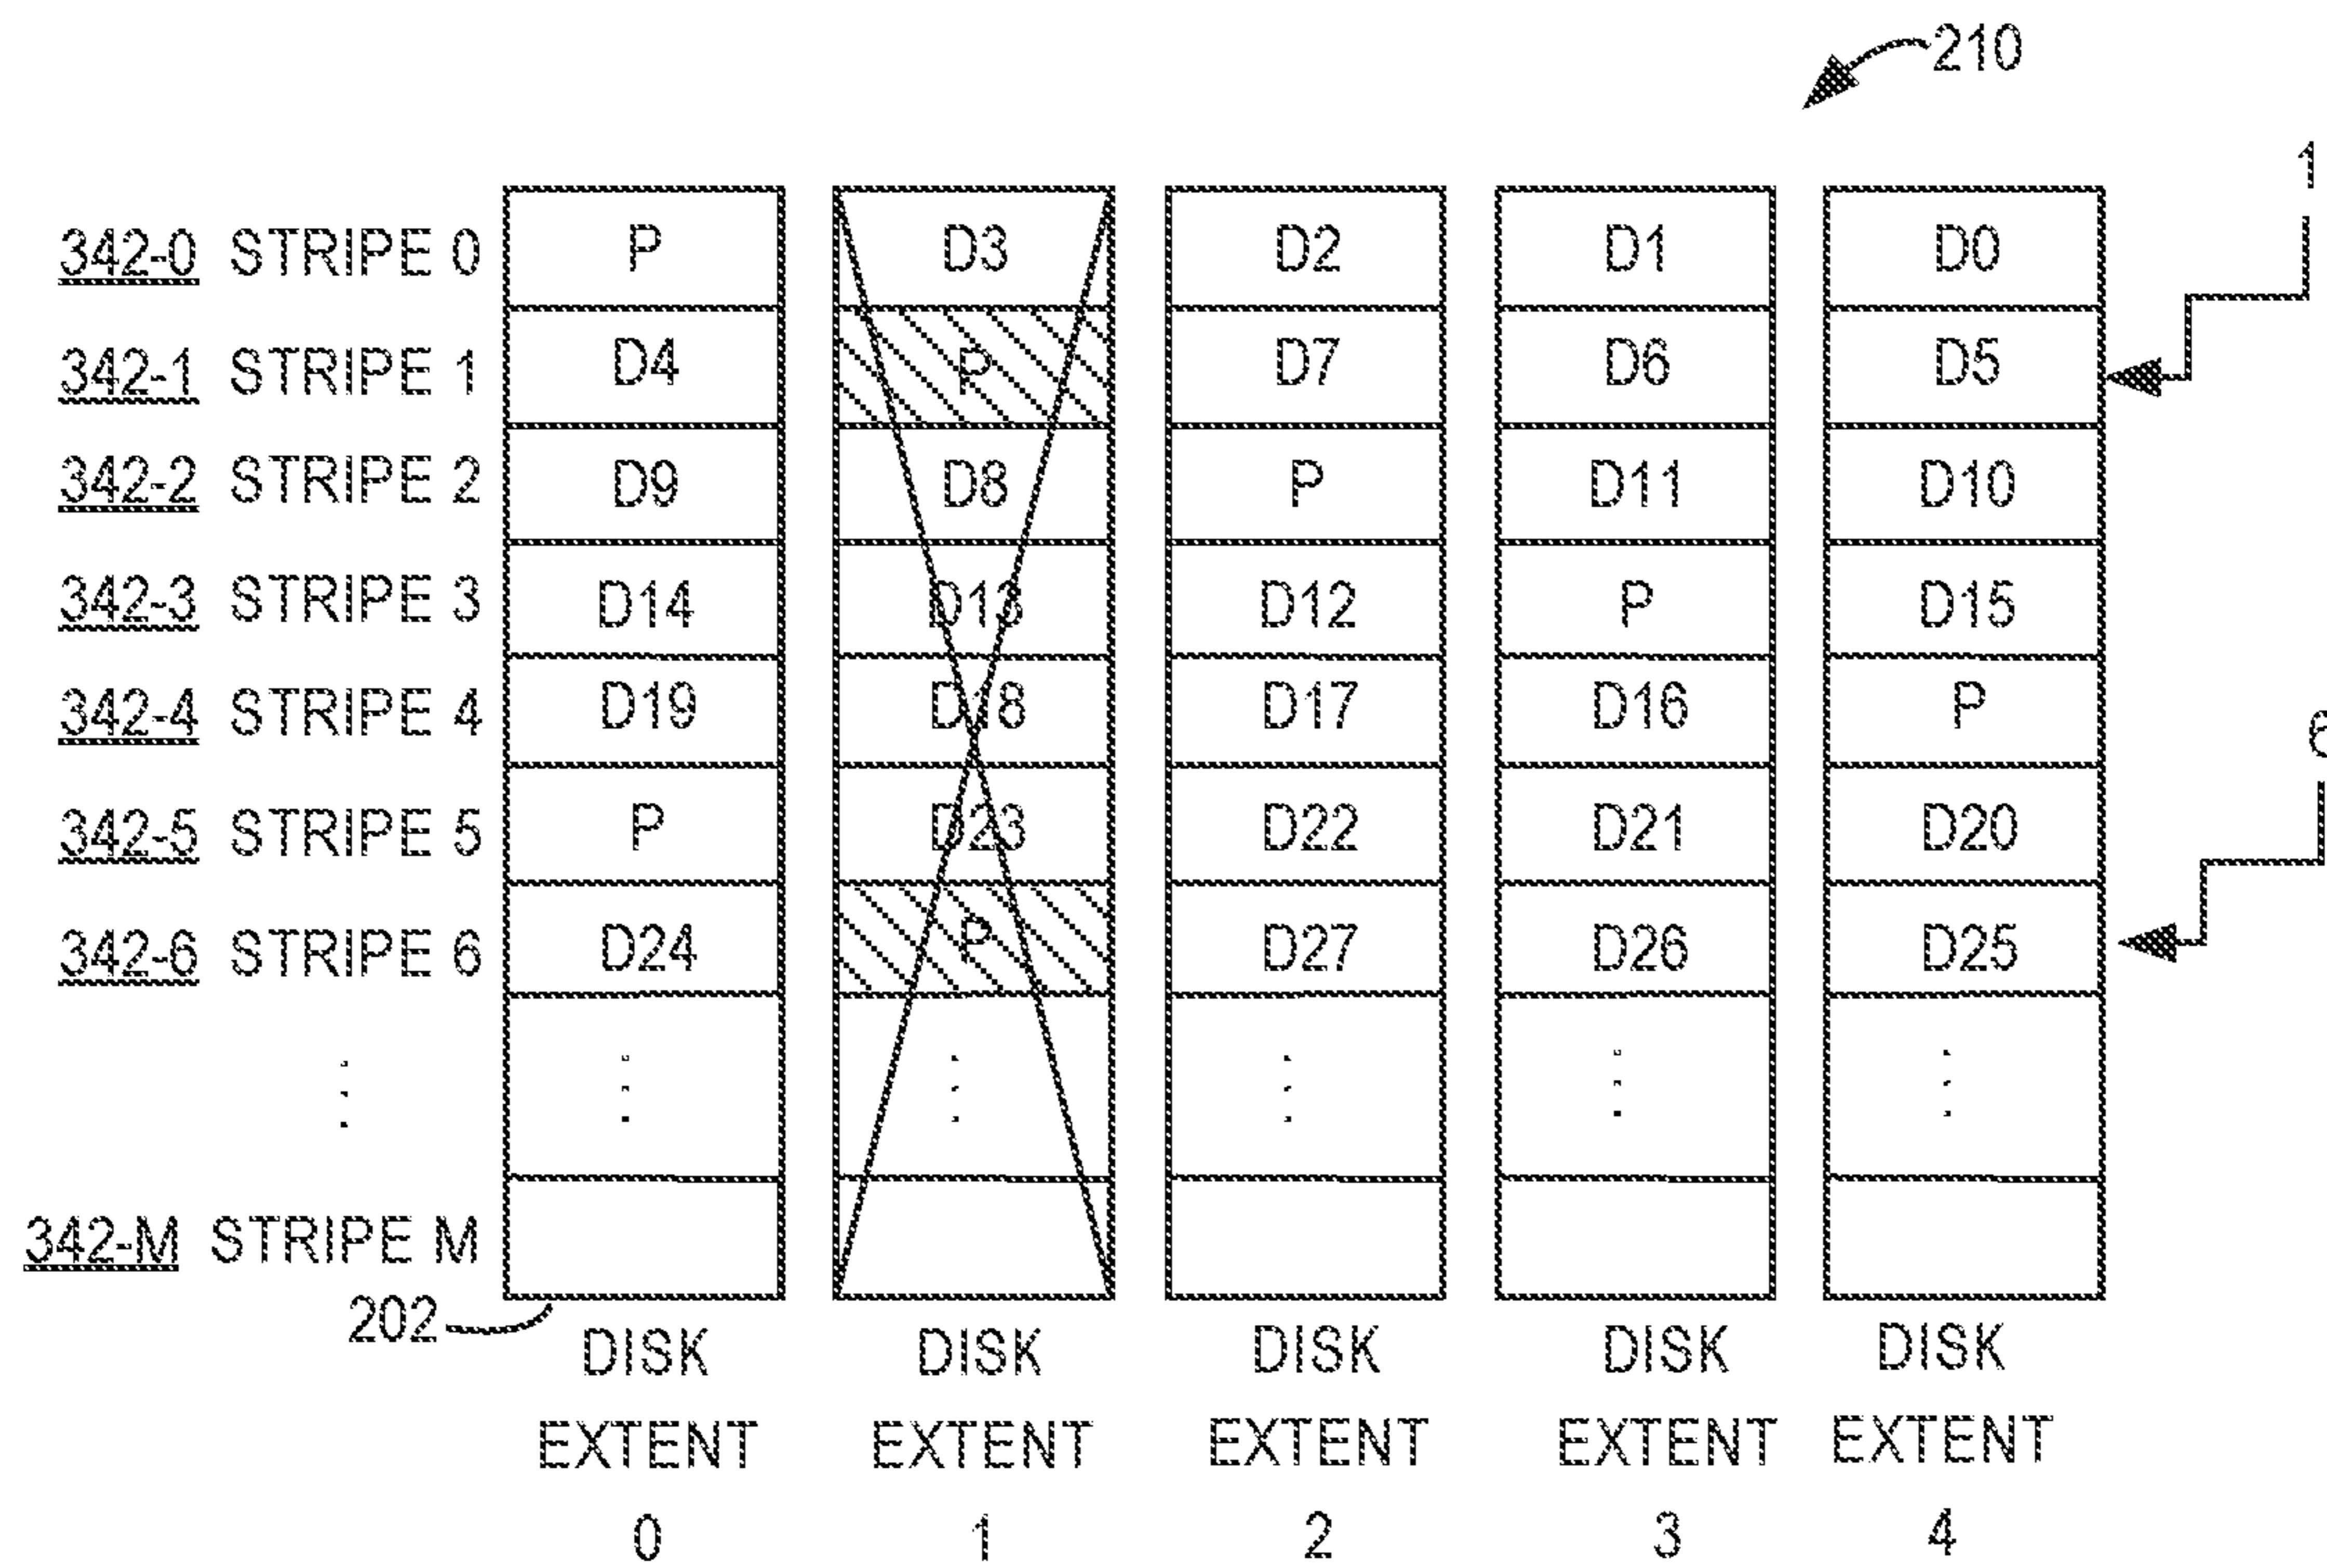 210
1
342-0 STRIPE 0 P D3 D2 D1 D0
342-1 STRIPE 1 D4 P D7 D6 D5
342-2 STRIPE 2 D9 D8 P D11 D10
342-3 STRIPE 3 D14 D13 D12 P D15
342-4 STRIPE 4 D19 D18 D17 D16 P
342-5 STRIPE 5 P D23 D22 D21 D20
342-6 STRIPE 6 D24 P D27 D26 D25
342-M STRIPE M
202
DISK DISK DISK DISK DISK
EXTENT EXTENT EXTENT EXTENT EXTENT
0 1 2 3 4